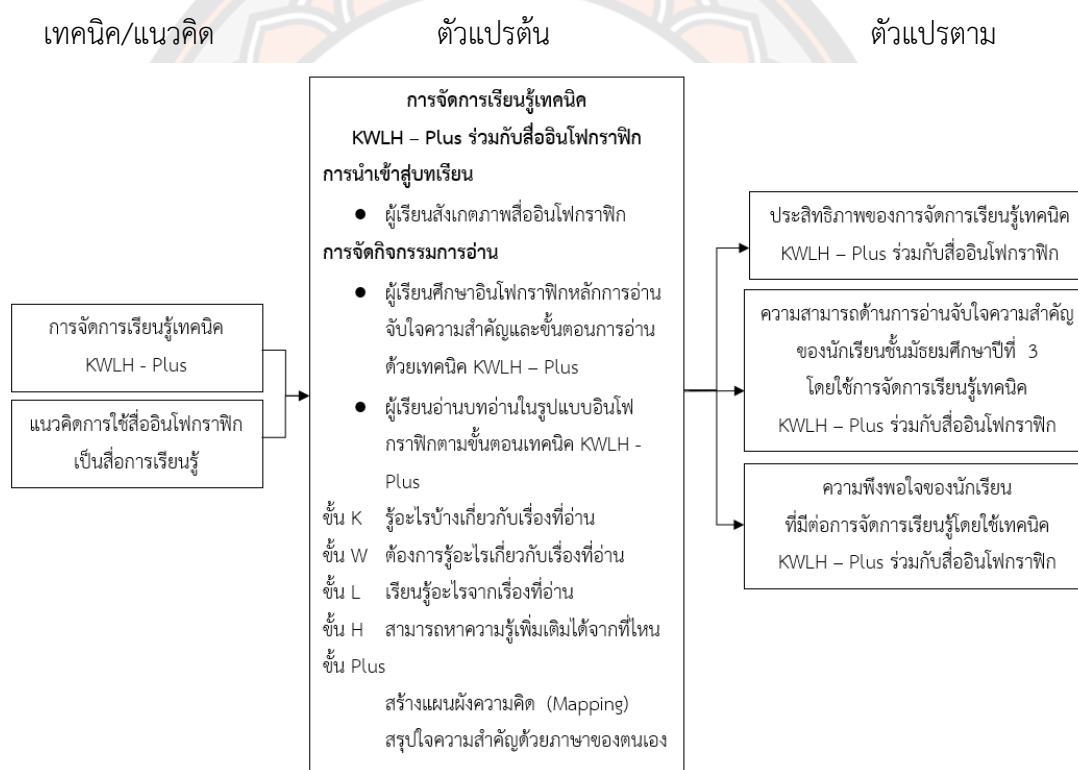 เทคนิค/แนวคิด
ตัวแปรต้น
ตัวแปรตาม
การจัดการเรียนรู้เทคนิค
KWLH - Plus
แนวคิดการใช้สื่ออินโฟกราฟิก
เป็นสื่อการเรียนรู้
การจัดการเรียนรู้เทคนิค
KWLH – Plus ร่วมกับสื่ออินโฟกราฟิก
การนำเข้าสู่บทเรียน
● ผู้เรียนสังเกตภาพสื่ออินโฟกราฟิก
การจัดกิจกรรมการอ่าน
● ผู้เรียนศึกษาอินโฟกราฟิกหลักการอ่าน
จับใจความสำคัญและขั้นตอนการอ่าน
ด้วยเทคนิค KWLH – Plus
● ผู้เรียนอ่านบทอ่านในรูปแบบอินโฟ
กราฟิกตามขั้นตอนเทคนิค KWLH -
Plus
ขั้น K รู้อะไรบ้างเกี่ยวกับเรื่องที่อ่าน
ขั้น W ต้องการรู้อะไรเกี่ยวกับเรื่องที่อ่าน
ขั้น L เรียนรู้อะไรจากเรื่องที่อ่าน
ขั้น H สามารถหาความรู้เพิ่มเติมได้จากที่ไหน
ขั้น Plus
สร้างแผนผังความคิด (Mapping)
สรุปใจความสำคัญด้วยภาษาของตนเอง
ประสิทธิภาพของการจัดการเรียนรู้เทคนิค
KWLH – Plus ร่วมกับสื่ออินโฟกราฟิก
ความสามารถด้านการอ่านจับใจความสำคัญ
ของนักเรียนชั้นมัธยมศึกษาปีที่ 3
โดยใช้การจัดการเรียนรู้เทคนิค
KWLH – Plus ร่วมกับสื่ออินโฟกราฟิก
ความพึงพอใจของนักเรียน
ที่มีต่อการจัดการเรียนรู้โดยใช้เทคนิค
KWLH – Plus ร่วมกับสื่ออินโฟกราฟิก